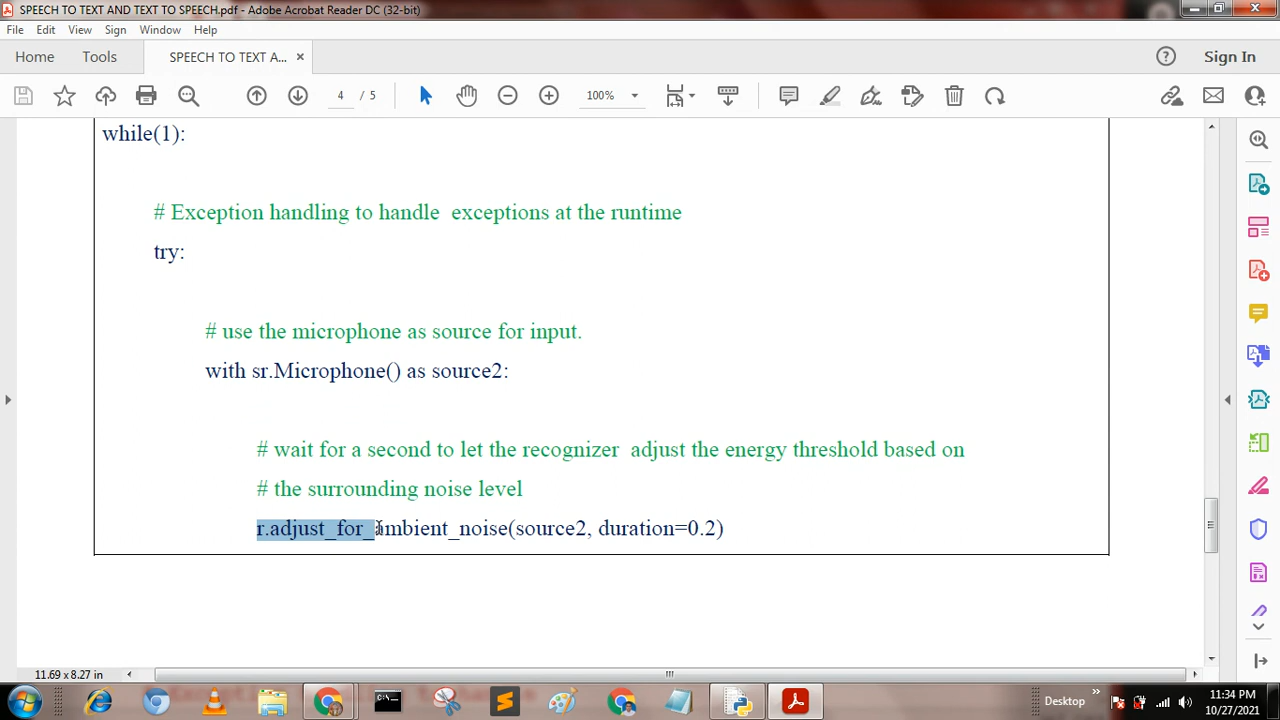 SPEECH TO TEXT AND TEXT TO SPEECH.pdf - Adobe Acrobat Reader DC (32-bit)
File Edit View Sign Window Help
Home Tools SPEECH TO TEXT A... × Sign In
4 / 5 100%
while(1):
# Exception handling to handle exceptions at the runtime
try:
# use the microphone as source for input.
with sr.Microphone() as source2:
# wait for a second to let the recognizer adjust the energy threshold based on
# the surrounding noise level
r.adjust_for_ambient_noise(source2, duration=0.2)
11.69 x 8.27 in
Desktop
11:34 PM
10/27/2021